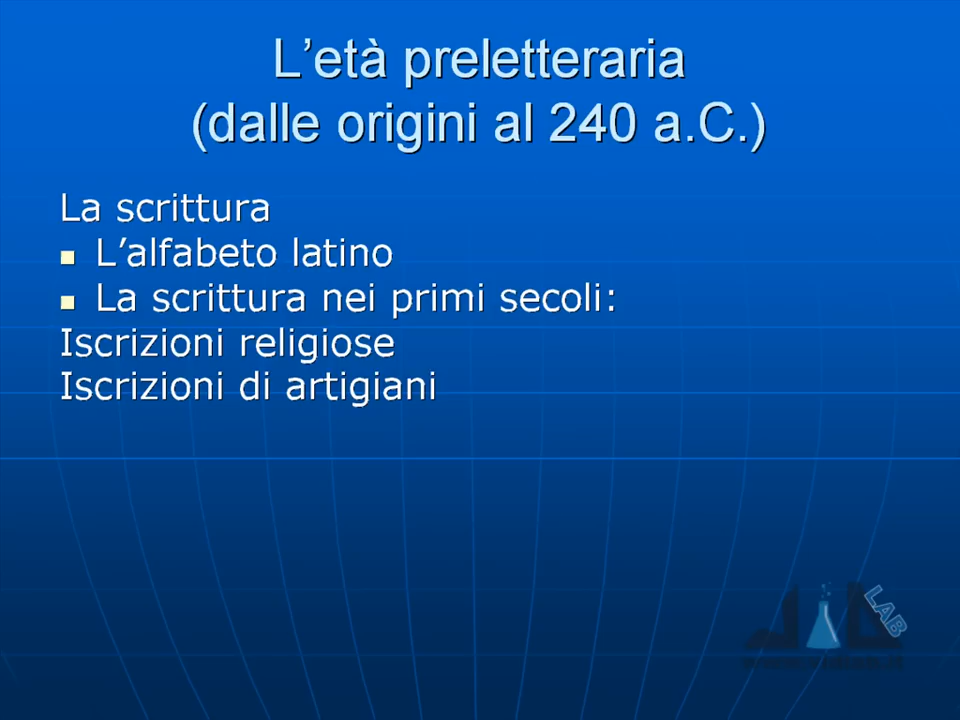 L’età preletteraria
(dalle origini al 240 a.C.)
La scrittura
L’alfabeto latino
La scrittura nei primi secoli:
Iscrizioni religiose
Iscrizioni di artigiani
LAB